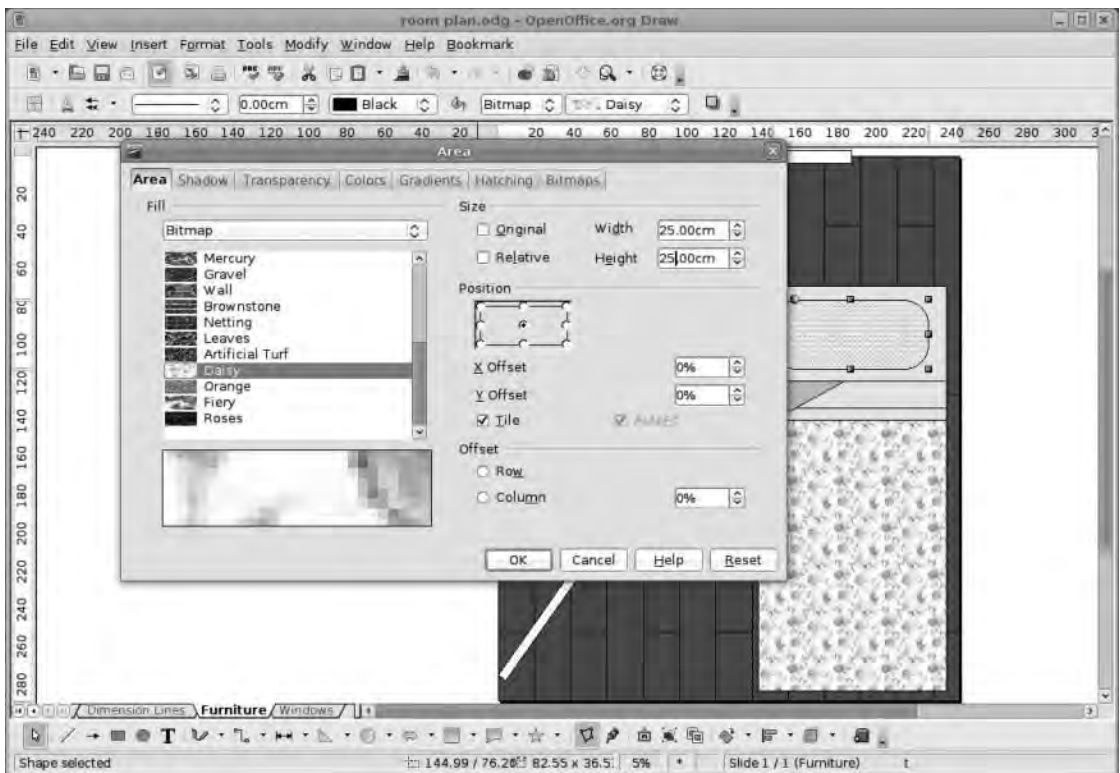 room plan.odg - OpenOffice.org Draw
File Edit View Insert Format Tools Modify Window Help Bookmark
0.00cm Black Bitmap Daisy
240 220 200 180 160 140 120 100 80 60 40 20 20 40 60 80 100 120 140 160 180 200 220 240 260 280 300
Area
Area Shadow Transparency Colors Gradients Hatching Bitmaps
Fill
Bitmap
Mercury
Gravel
Wall
Brownstone
Netting
Leaves
Artificial Turf
Daisy
Orange
Fiery
Roses
Size
Original Width 25.00cm
Relative Height 25.00cm
Position
X Offset 0%
Y Offset 0%
Tile AutoFit
Offset
Row
Column 0%
OK Cancel Help Reset
20
40
60
80
100
120
140
160
180
200
220
240
260
280
Dimension Lines Furniture Windows
T
Shape selected 144.99 / 76.20 82.55 x 36.5 5% * Slide 1 / 1 (Furniture)